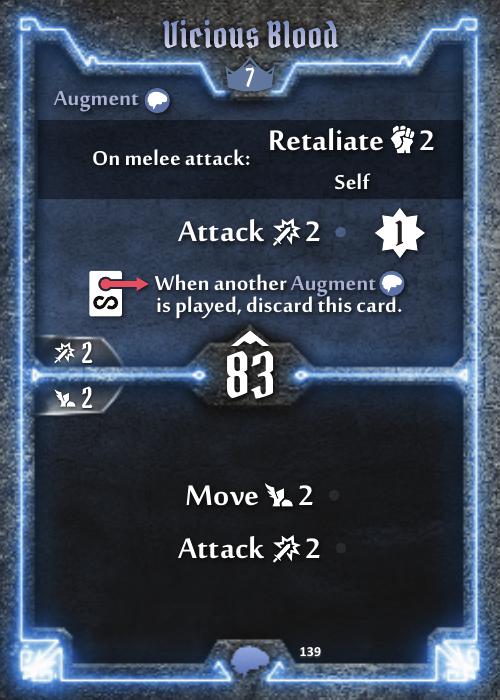 Vicious Blood
7
Augment
On melee attack:
Retaliate 2
Self
Attack 2
1
When another Augment
is played, discard this card.
2
83
2
Move 2
Attack 2
139